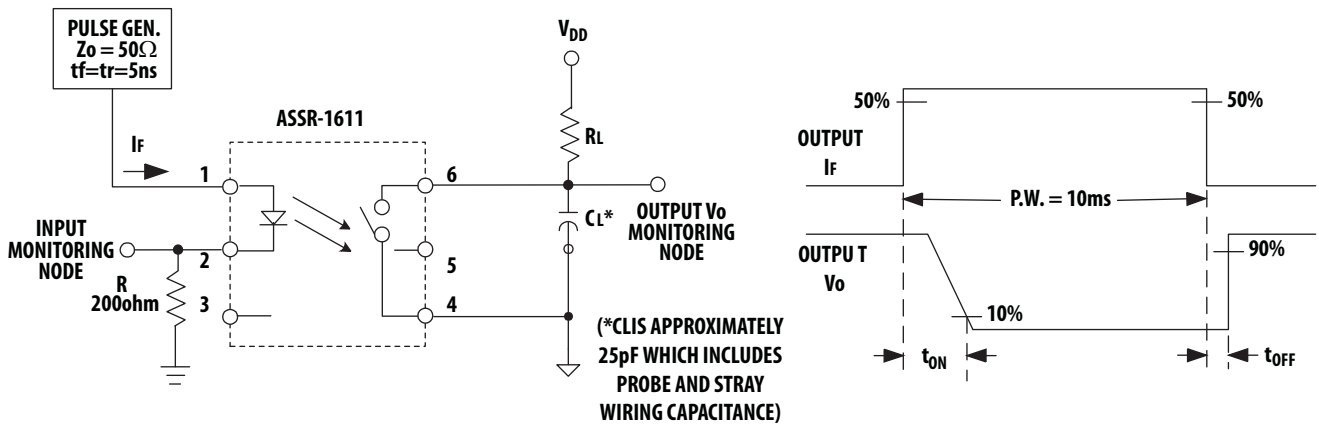 PULSE GEN.
Zo = 50Ω
tf=tr=5ns
IF
ASSR-1611
VDD
RL
1
6
INPUT
MONITORING
NODE
2
5
R
200ohm
3
4
CL*
OUTPUT Vo
MONITORING
NODE
(*CLIS APPROXIMATELY
25pF WHICH INCLUDES
PROBE AND STRAY
WIRING CAPACITANCE)
50%
50%
OUTPUT
IF
P.W. = 10ms
OUTPU T
Vo
90%
10%
tON
tOFF